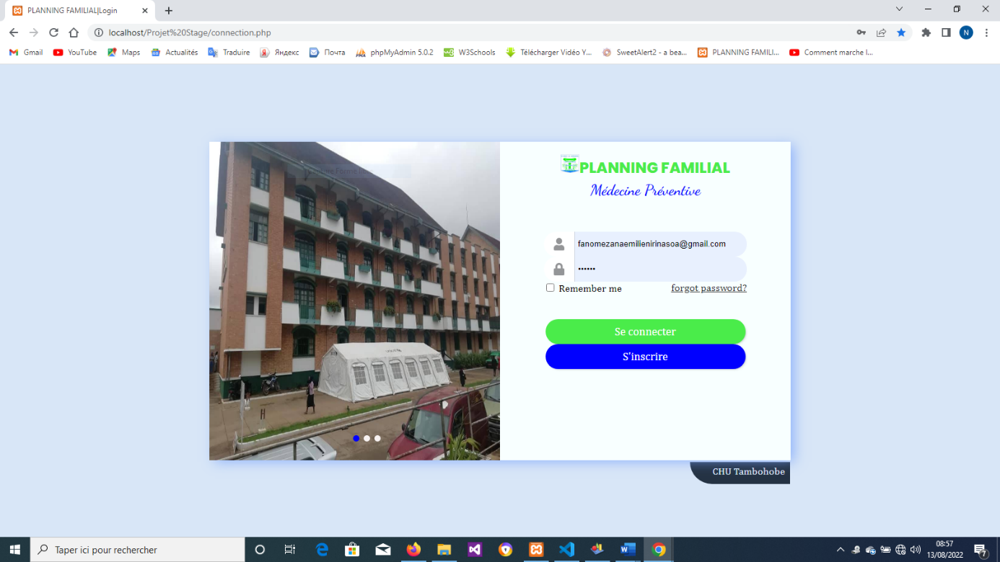 PLANNING FAMILIAL|Login
localhost/Projet%20Stage/connection.php
N
Gmail YouTube Maps Actualités Traduire Яндекс Почта phpMyAdmin 5.0.2 W3Schools Télécharger Vidéo Y... SweetAlert2 - a bea... PLANNING FAMILI... Comment marche l...
PLANNING FAMILIAL
Médecine Préventive
fanomezanaemilienirinasoa@gmail.com
••••••
Remember me forgot password?
Se connecter
S'inscrire
CHU Tambohobe
Taper ici pour rechercher
08:57
13/08/2022
7